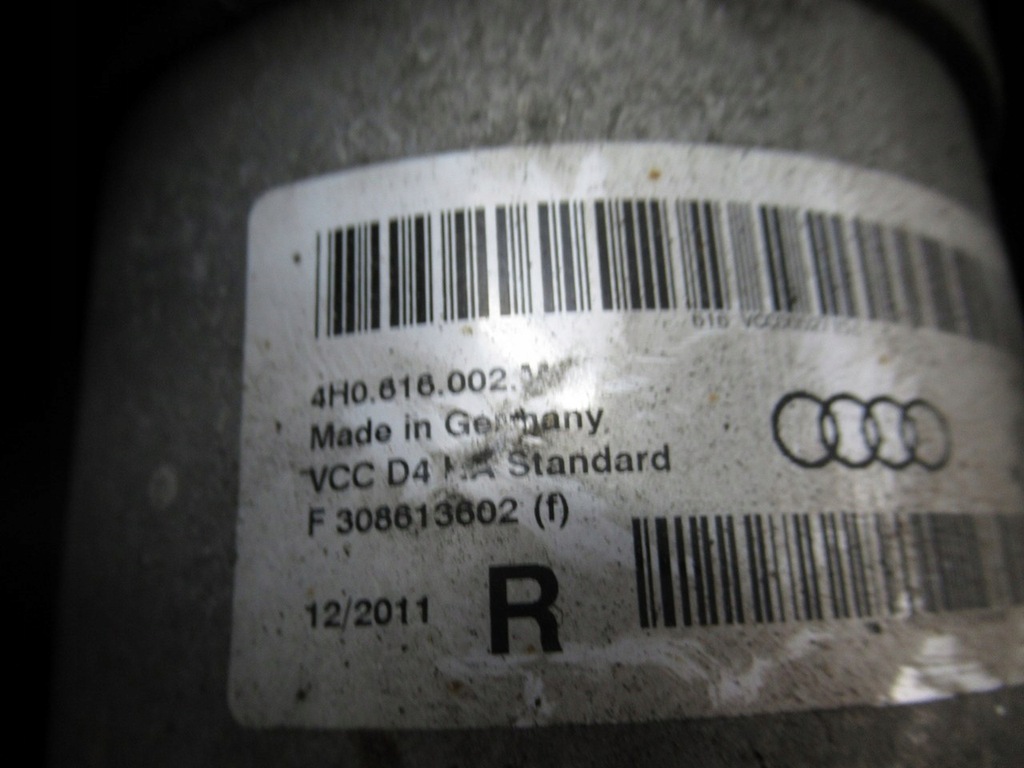 4H0.616.002.
Made in Germany
VCC D4 Standard
F 308613602 (f)
12/2011 R